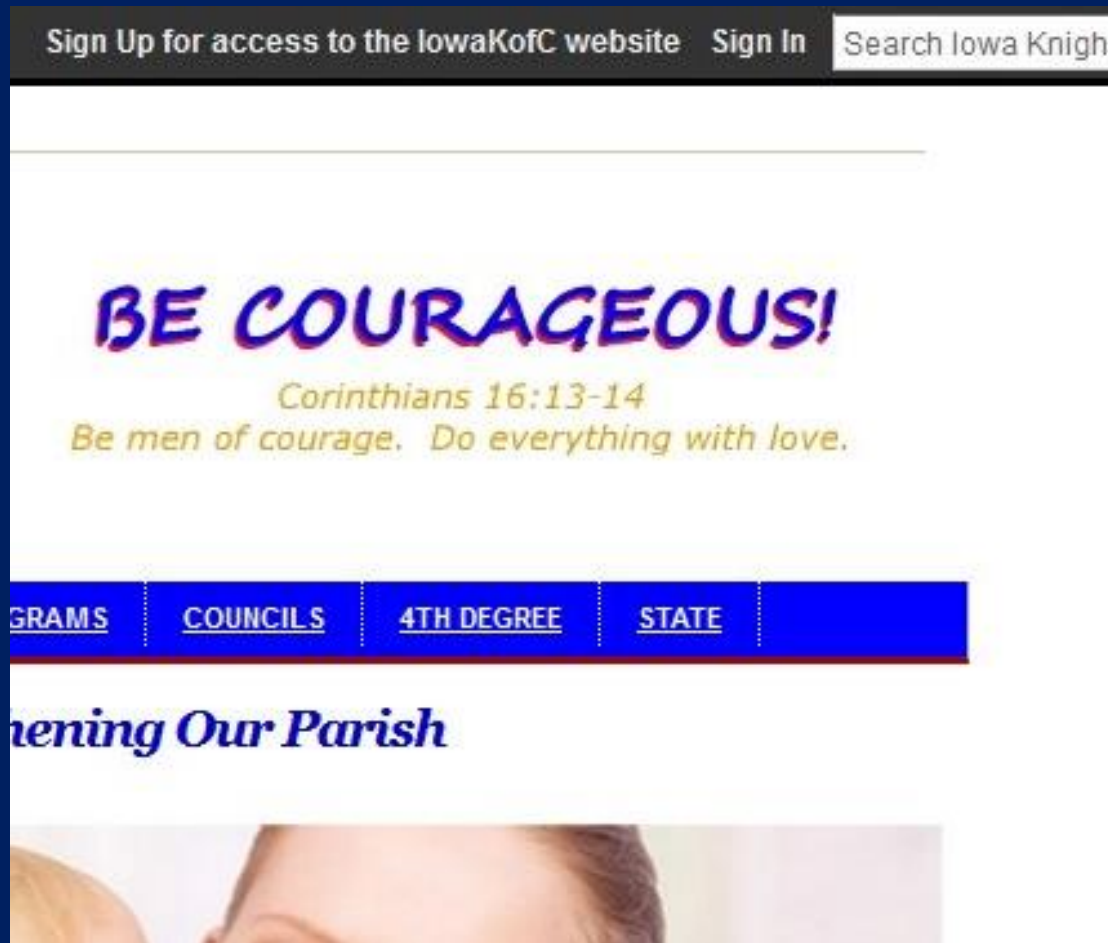 Sign Up for access to the IowaKofC website Sign In Search Iowa Knigh
BE COURAGEOUS!
Corinthians 16:13-14
Be men of courage. Do everything with love.
GRAMS COUNCILS 4TH DEGREE STATE
hening Our Parish